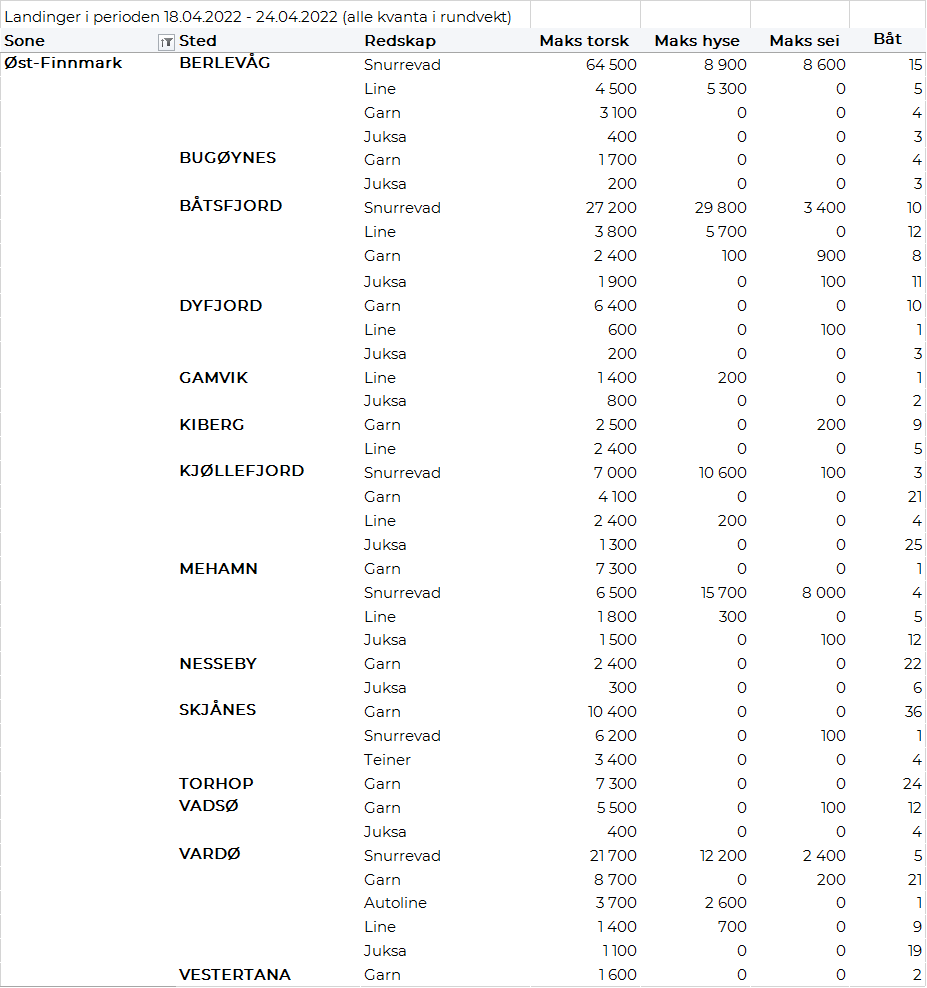 Landinger i perioden 18.04.2022 - 24.04.2022 (alle kvanta i rundvekt)
Sone Sted Redskap Maks torsk Maks hyse Maks sei Båt
Øst-Finnmark BERLEVÅG Snurrevad 64 500 8 900 8 600 15
Line 4 500 5 300 0 5
Garn 3 100 0 0 4
Juksa 400 0 0 3
BUGØYNES Garn 1 700 0 0 4
Juksa 200 0 0 3
BÅTSFJORD Snurrevad 27 200 29 800 3 400 10
Line 3 800 5 700 0 12
Garn 2 400 100 900 8
Juksa 1 900 0 100 11
DYFJORD Garn 6 400 0 0 10
Line 600 0 100 1
Juksa 200 0 0 3
GAMVIK Line 1 400 200 0 1
Juksa 800 0 0 2
KIBERG Garn 2 500 0 200 9
Line 2 400 0 0 5
KJØLLEFJORD Snurrevad 7 000 10 600 100 3
Garn 4 100 0 0 21
Line 2 400 200 0 4
Juksa 1 300 0 0 25
MEHAMN Garn 7 300 0 0 1
Snurrevad 6 500 15 700 8 000 4
Line 1 800 300 0 5
Juksa 1 500 0 100 12
NESSEBY Garn 2 400 0 0 22
Juksa 300 0 0 6
SKJÅNES Garn 10 400 0 0 36
Snurrevad 6 200 0 100 1
Teiner 3 400 0 0 4
TORHOP Garn 7 300 0 0 24
VADSØ Garn 5 500 0 100 12
Juksa 400 0 0 4
VARDØ Snurrevad 21 700 12 200 2 400 5
Garn 8 700 0 200 21
Autoline 3 700 2 600 0 1
Line 1 400 700 0 9
Juksa 1 100 0 0 19
VESTERTANA Garn 1 600 0 0 2